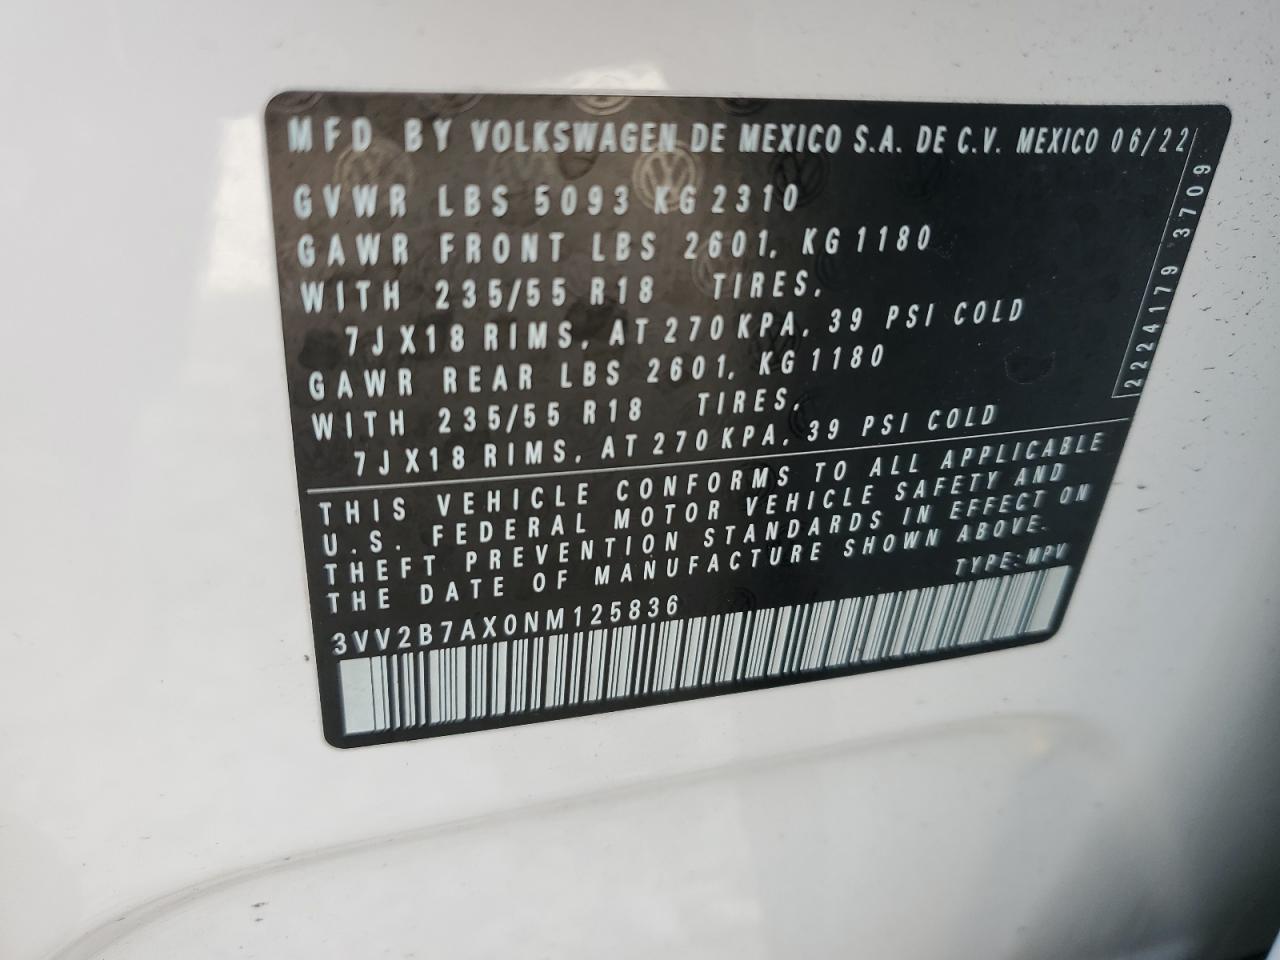 MFD BY VOLKSWAGEN DE MEXICO S.A. DE C.V. MEXICO 06/22
GVWR LBS 5093 KG 2310
GAWR FRONT LBS 2601, KG 1180
WITH 235/55 R18 TIRES,
7J X18 RIMS, AT 270 KPA, 39 PSI COLD
GAWR REAR LBS 2601, KG 1180
WITH 235/55 R18 TIRES,
7J X18 RIMS, AT 270 KPA, 39 PSI COLD
2224179 3709
THIS VEHICLE CONFORMS TO ALL APPLICABLE
U.S. FEDERAL MOTOR VEHICLE SAFETY AND
THEFT PREVENTION STANDARDS IN EFFECT ON
THE DATE OF MANUFACTURE SHOWN ABOVE.
TYPE:MPV
3VV2B7AX0NM125836